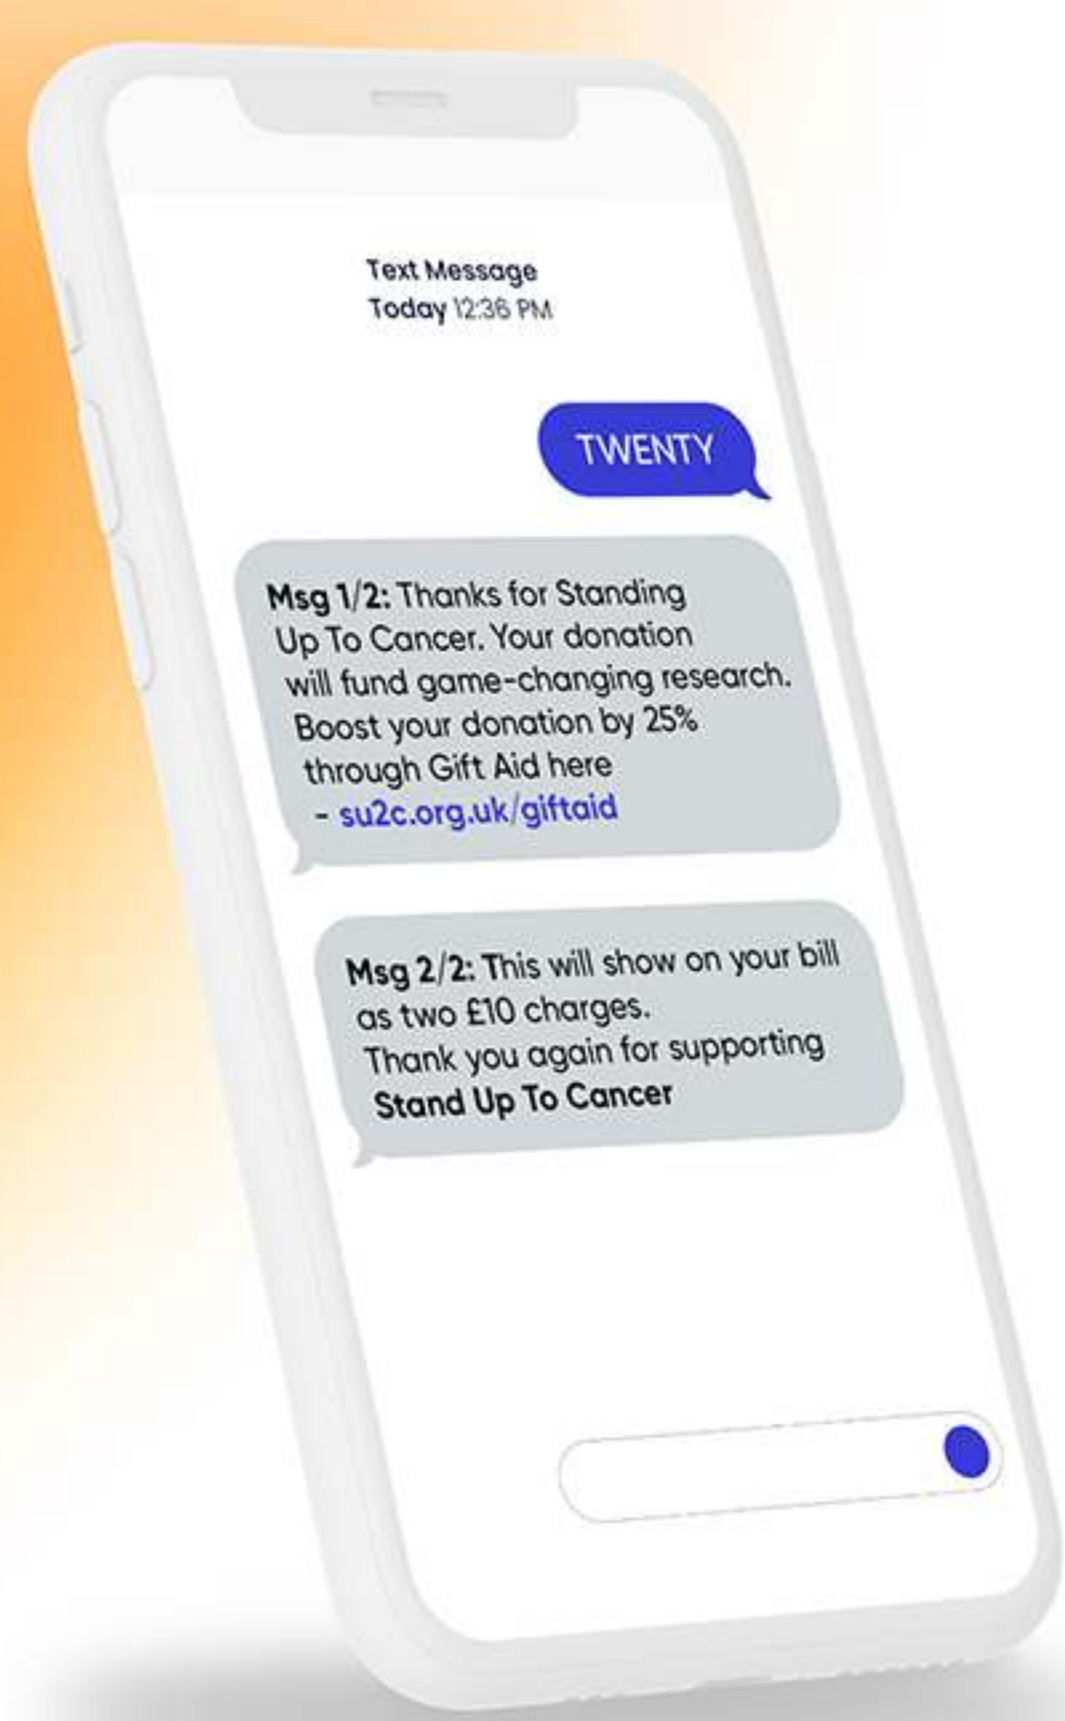 Text Message
Today 12:36 PM
TWENTY
Msg 1/2: Thanks for Standing
Up To Cancer. Your donation
will fund game-changing research.
Boost your donation by 25%
through Gift Aid here
- su2c.org.uk/giftaid
Msg 2/2: This will show on your bill
as two £10 charges.
Thank you again for supporting
Stand Up To Cancer